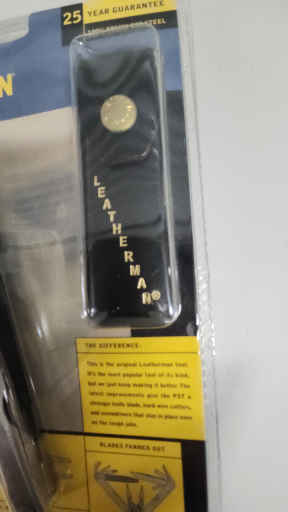 25 YEAR GUARANTEE
N
LEATHERMAN®
THE DIFFERENCE:
This is the original Leatherman tool.
It's the most popular tool of its kind,
but we just keep making it better. The
latest improvements give the PST a
stronger knife blade, hard wire cutters,
and screwdrivers that stay in place even
on the tough jobs.
BLADES FANNED OUT